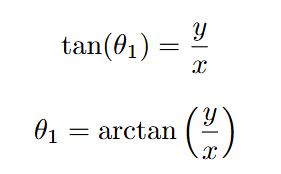 tan(θ₁) = y/x
θ₁ = arctan(y/x)